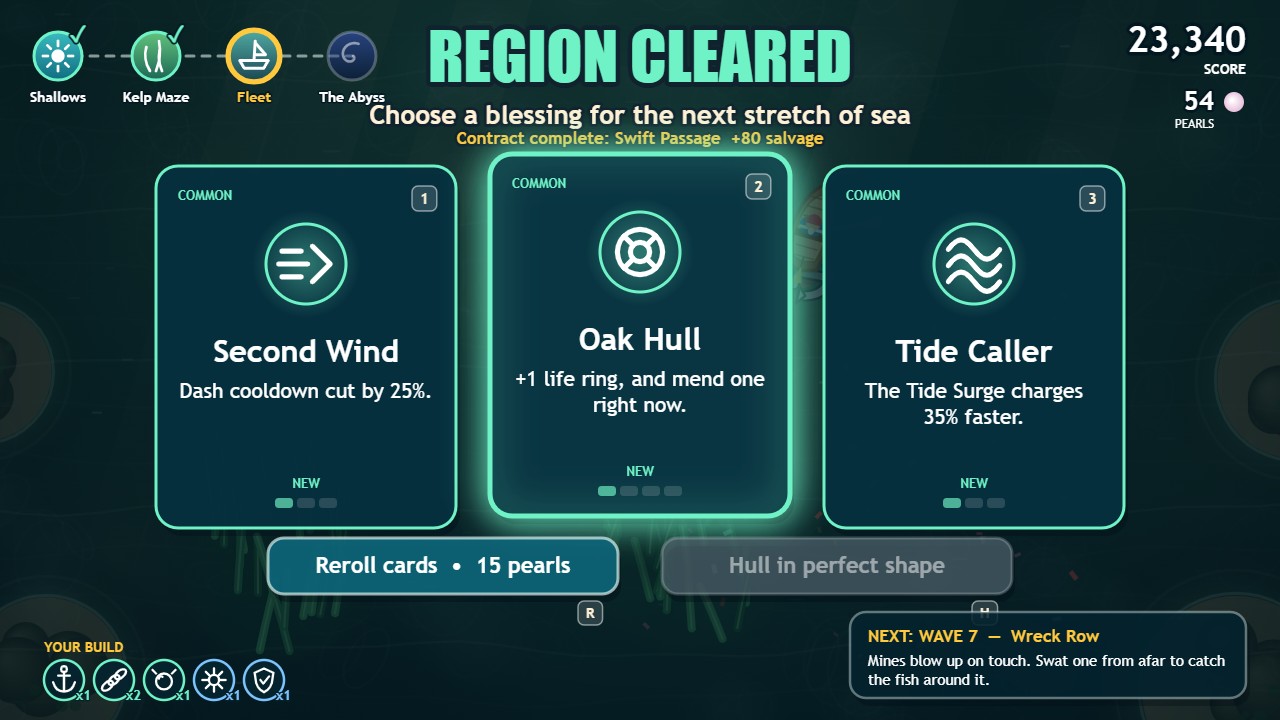 REGION CLEARED
23,340
SCORE
54
PEARLS
Shallows
Kelp Maze
Fleet
The Abyss
Choose a blessing for the next stretch of sea
Contract complete: Swift Passage +80 salvage
COMMON
1
Second Wind
Dash cooldown cut by 25%.
NEW
COMMON
2
Oak Hull
+1 life ring, and mend one
right now.
NEW
COMMON
3
Tide Caller
The Tide Surge charges
35% faster.
NEW
Reroll cards • 15 pearls
R
Hull in perfect shape
H
YOUR BUILD
x1
x2
x1
x1
x1
NEXT: WAVE 7 — Wreck Row
Mines blow up on touch. Swat one from afar to catch
the fish around it.